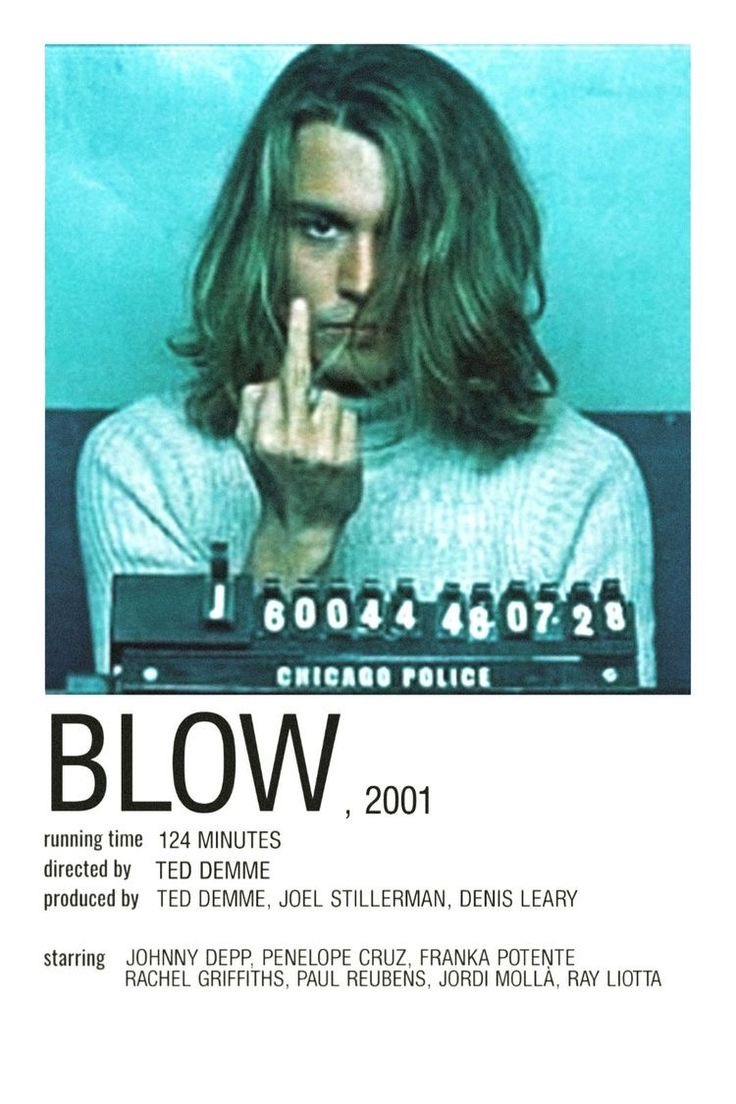 J 60044 48 07 28
CHICAGO POLICE
BLOW, 2001
running time 124 MINUTES
directed by TED DEMME
produced by TED DEMME, JOEL STILLERMAN, DENIS LEARY
starring JOHNNY DEPP, PENELOPE CRUZ, FRANKA POTENTE
RACHEL GRIFFITHS, PAUL REUBENS, JORDI MOLLÀ, RAY LIOTTA